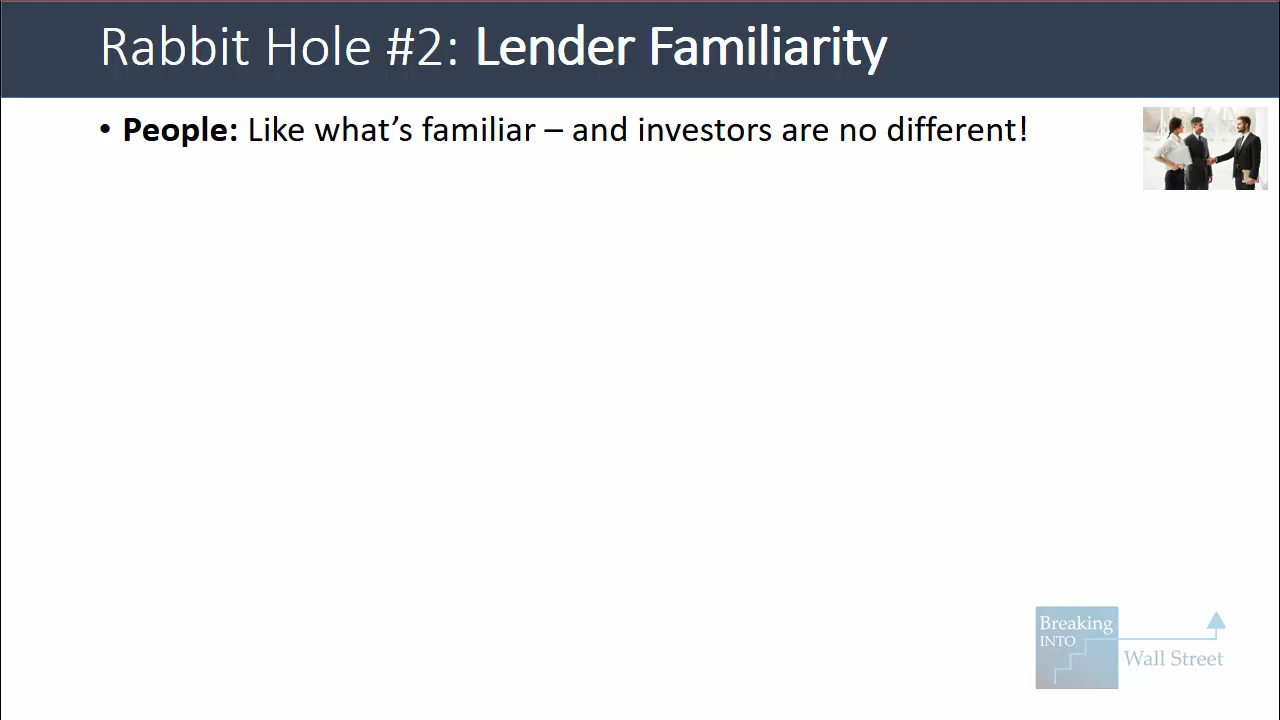 Rabbit Hole #2: Lender Familiarity
• People: Like what’s familiar – and investors are no different!
Breaking
INTO
Wall Street